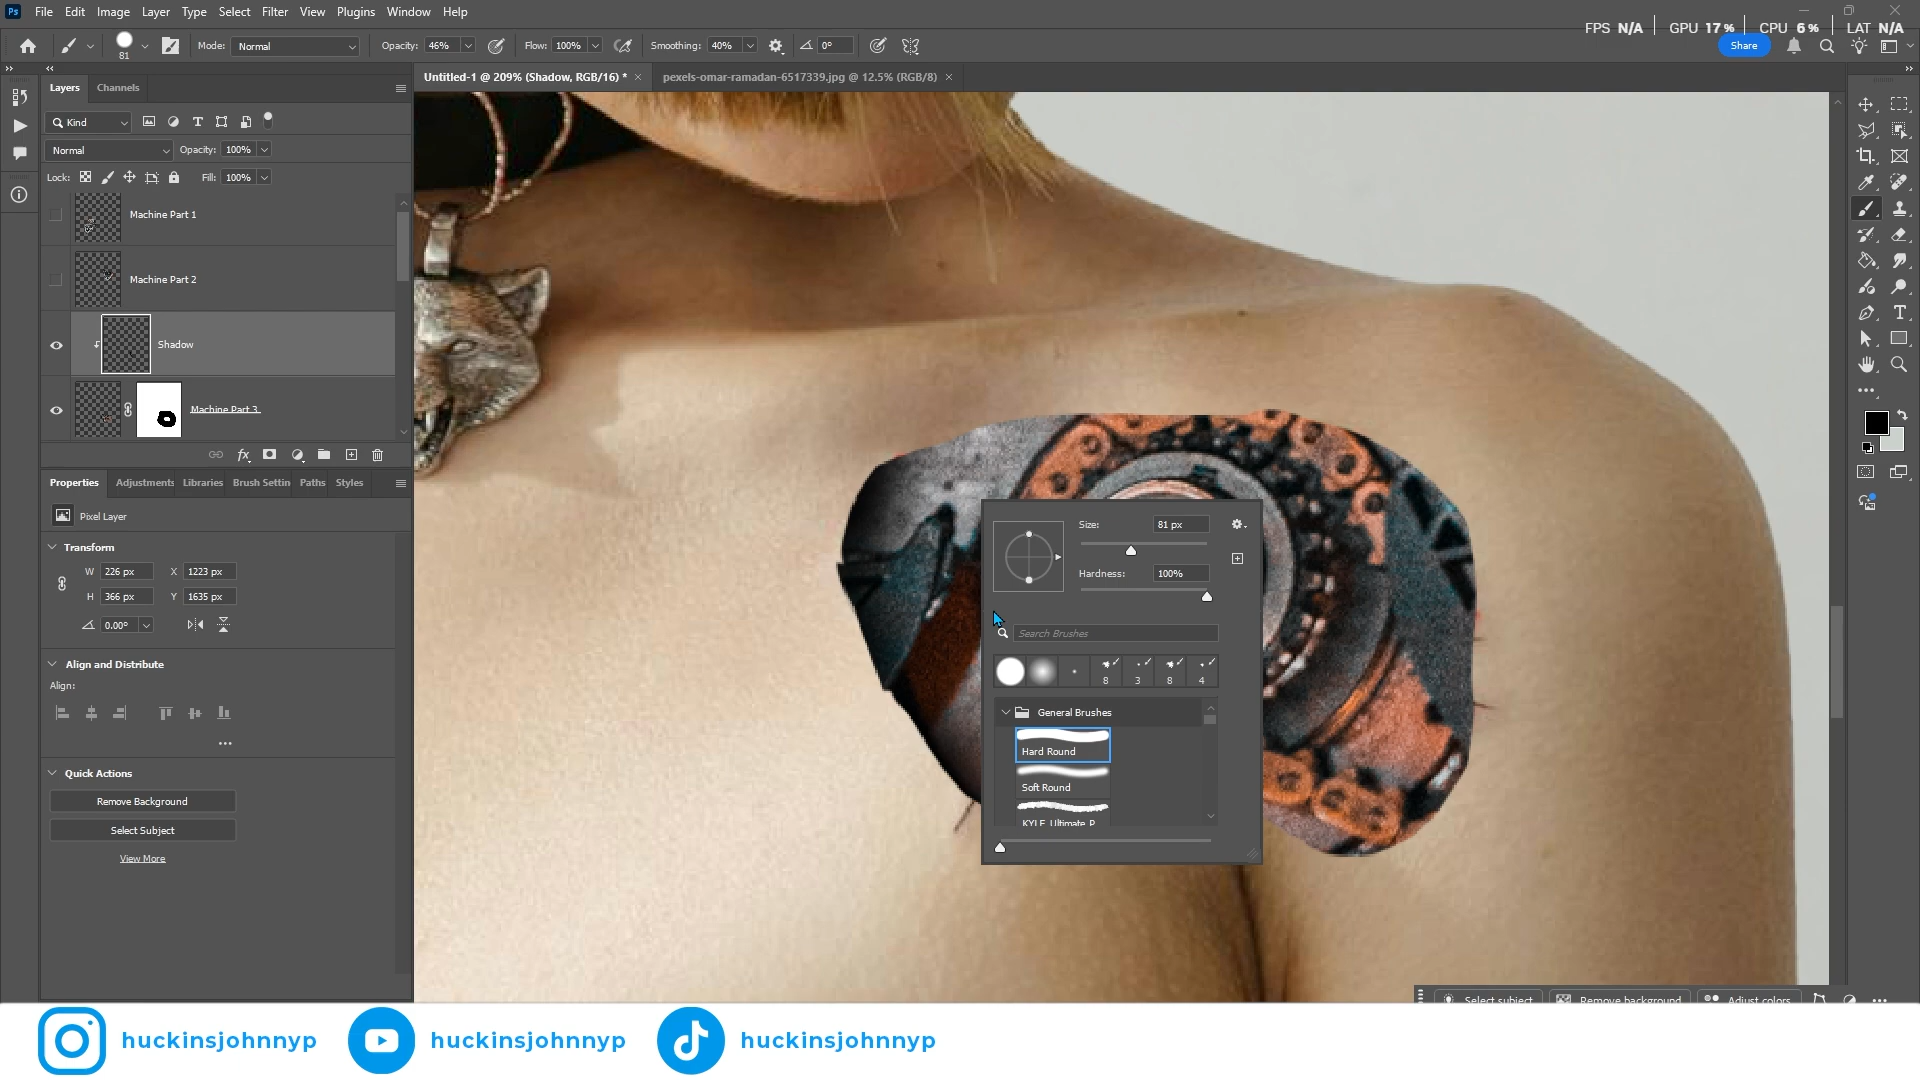 Ps File Edit Image Layer Type Select Filter View Plugins Window Help
FPS N/A GPU 17 % CPU 6 % LAT N/A
81 Mode: Normal Opacity: 46% Flow: 100% Smoothing: 40% 0° Share
Layers Channels
Untitled-1 @ 209% (Shadow, RGB/16) * × pexels-omar-ramadan-6517339.jpg @ 12.5% (RGB/8) ×
Kind
Normal Opacity: 100%
Lock: Fill: 100%
Machine Part 1
Machine Part 2
Shadow
Machine Part 3
fx
Properties Adjustments Libraries Brush Settin Paths Styles
Pixel Layer
Transform
W 226 px X 1223 px
H 366 px Y 1635 px
0.00°
Align and Distribute
Align:
Quick Actions
Remove Background
Select Subject
View More
Size: 81 px
Hardness: 100%
Search Brushes
8 3 8 4
General Brushes
Hard Round
Soft Round
KYLE Ultimate P
Select subject Remove background Adjust colors
huckinsjohnnyp huckinsjohnnyp huckinsjohnnyp